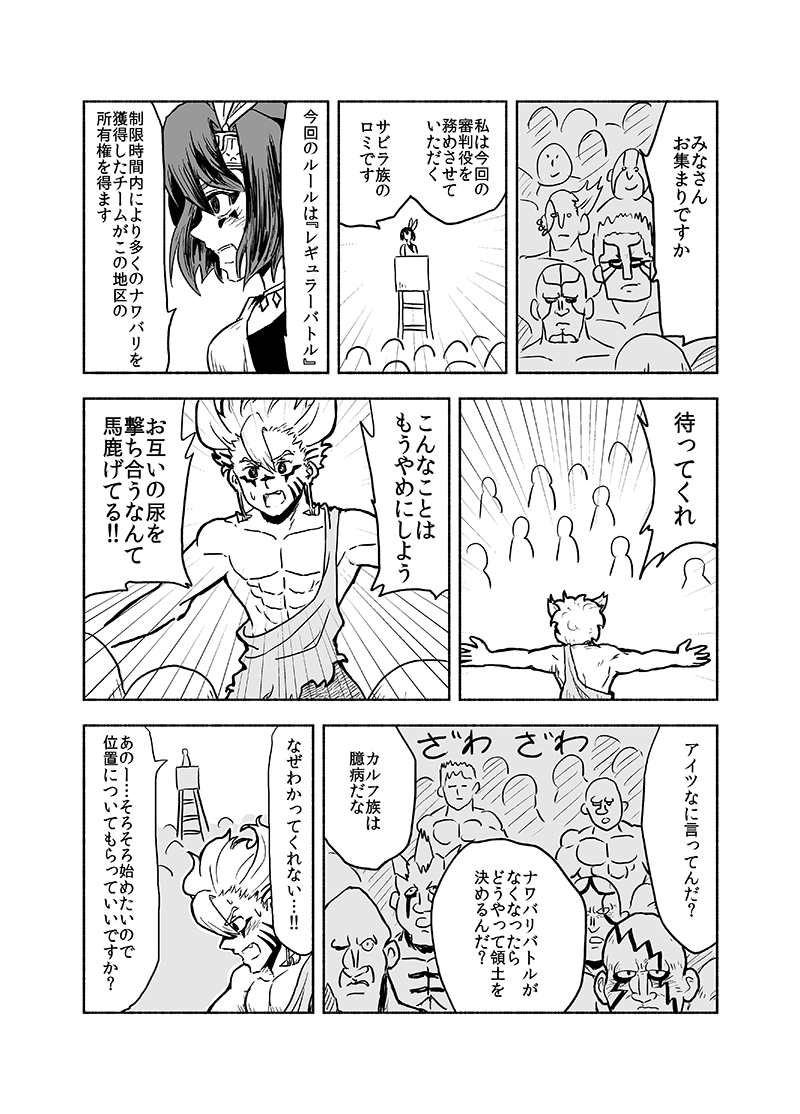 みなさん
お集まりですか
私は今回の
審判役を
務めさせて
いただく
サビラ族の
ロミです
今回のルールは『レギュラーバトル』
制限時間内により多くのナワバリを
獲得したチームがこの地区の
所有権を得ます
待ってくれ
こんなことは
もうやめにしよう
お互いの尿を
撃ち合うなんて
馬鹿げてる!!
アイツなに言ってんだ?
ざわ ざわ
ナワバリバトルが
なくなったら
どうやって領土を
決めるんだ?
カルフ族は
臆病だな
なぜわかってくれない…!!
あのー…そろそろ始めたいので
位置についてもらっていいですか?